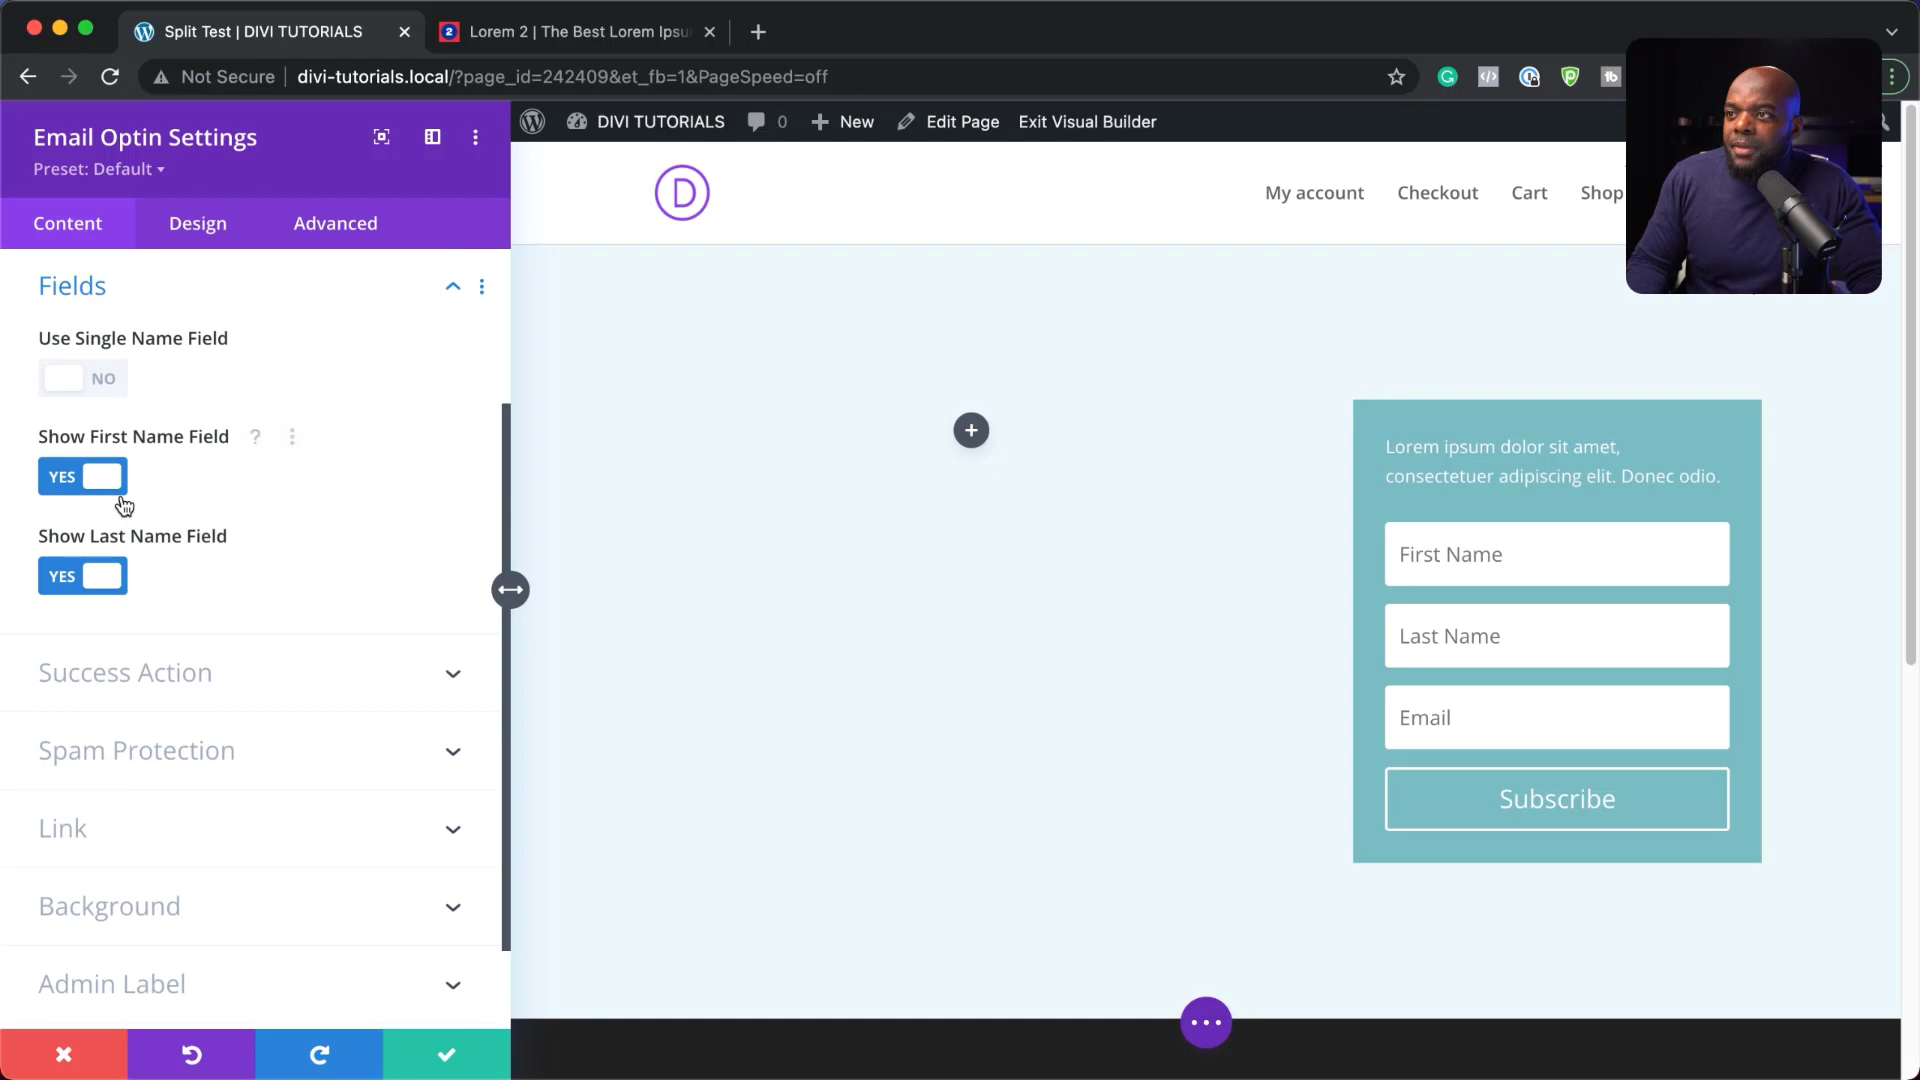 Split Test | DIVI TUTORIALS
2 Lorem 2 | The Best Lorem Ipsu
Not Secure divi-tutorials.local/?page_id=242409&et_fb=1&PageSpeed=off
Email Optin Settings
Preset: Default
Content Design Advanced
Fields
Use Single Name Field
NO
Show First Name Field ?
YES
Show Last Name Field
YES
Success Action
Spam Protection
Link
Background
Admin Label
DIVI TUTORIALS 0 + New Edit Page Exit Visual Builder
D
My account Checkout Cart Shop
Lorem ipsum dolor sit amet,
consectetuer adipiscing elit. Donec odio.
First Name
Last Name
Email
Subscribe